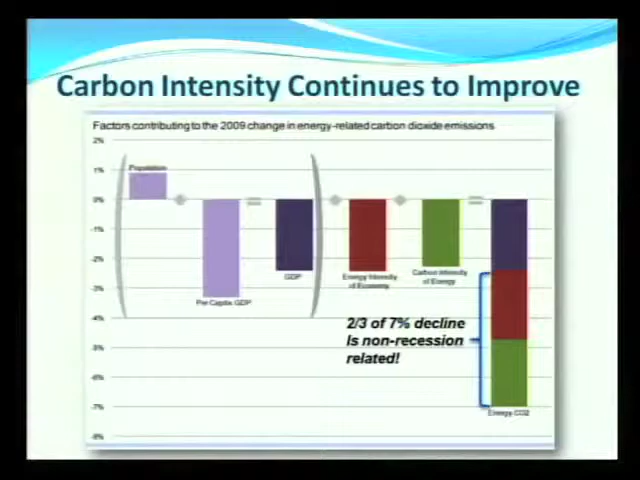 Carbon Intensity Continues to Improve
Factors contributing to the 2009 change in energy-related carbon dioxide emissions
2%
1%
0%
-1%
-2%
-3%
-4%
-5%
-6%
-7%
-8%
Population
+
Per Capita GDP
=
GDP
+
Energy Intensity
of Economy
+
Carbon Intensity
of Energy
=
2/3 of 7% decline
Is non-recession
related!
Energy CO2